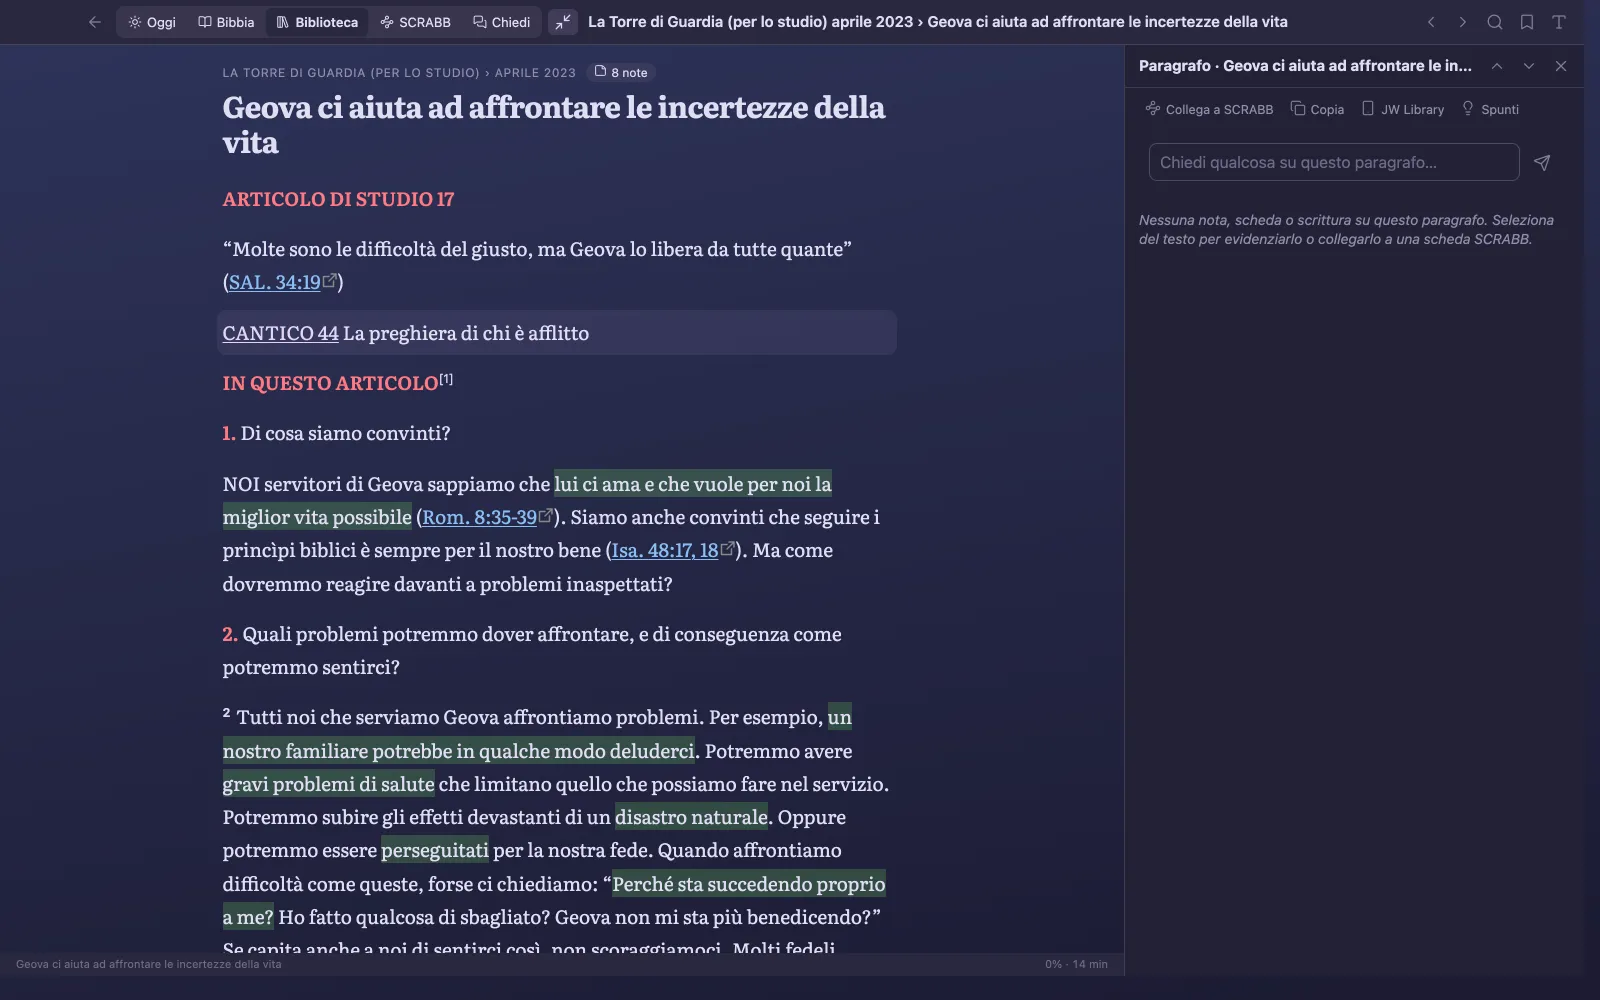 Oggi Bibbia Biblioteca SCRABB Chiedi La Torre di Guardia (per lo studio) aprile 2023 › Geova ci aiuta ad affrontare le incertezze della vita
LA TORRE DI GUARDIA (PER LO STUDIO) › APRILE 2023 8 note
Geova ci aiuta ad affrontare le incertezze della
vita
ARTICOLO DI STUDIO 17
“Molte sono le difficoltà del giusto, ma Geova lo libera da tutte quante”
(SAL. 34:19)
CANTICO 44 La preghiera di chi è afflitto
IN QUESTO ARTICOLO[1]
1. Di cosa siamo convinti?
NOI servitori di Geova sappiamo che lui ci ama e che vuole per noi la
miglior vita possibile (Rom. 8:35-39). Siamo anche convinti che seguire i
princìpi biblici è sempre per il nostro bene (Isa. 48:17, 18). Ma come
dovremmo reagire davanti a problemi inaspettati?
2. Quali problemi potremmo dover affrontare, e di conseguenza come
potremmo sentirci?
² Tutti noi che serviamo Geova affrontiamo problemi. Per esempio, un
nostro familiare potrebbe in qualche modo deluderci. Potremmo avere
gravi problemi di salute che limitano quello che possiamo fare nel servizio.
Potremmo subire gli effetti devastanti di un disastro naturale. Oppure
potremmo essere perseguitati per la nostra fede. Quando affrontiamo
difficoltà come queste, forse ci chiediamo: “Perché sta succedendo proprio
a me? Ho fatto qualcosa di sbagliato? Geova non mi sta più benedicendo?”
Se capita anche a noi di sentirci così, non scoraggiamoci. Molti fedeli
Geova ci aiuta ad affrontare le incertezze della vita 0% · 14 min
Paragrafo · Geova ci aiuta ad affrontare le in...
Collega a SCRABB Copia JW Library Spunti
Chiedi qualcosa su questo paragrafo...
Nessuna nota, scheda o scrittura su questo paragrafo. Seleziona
del testo per evidenziarlo o collegarlo a una scheda SCRABB.